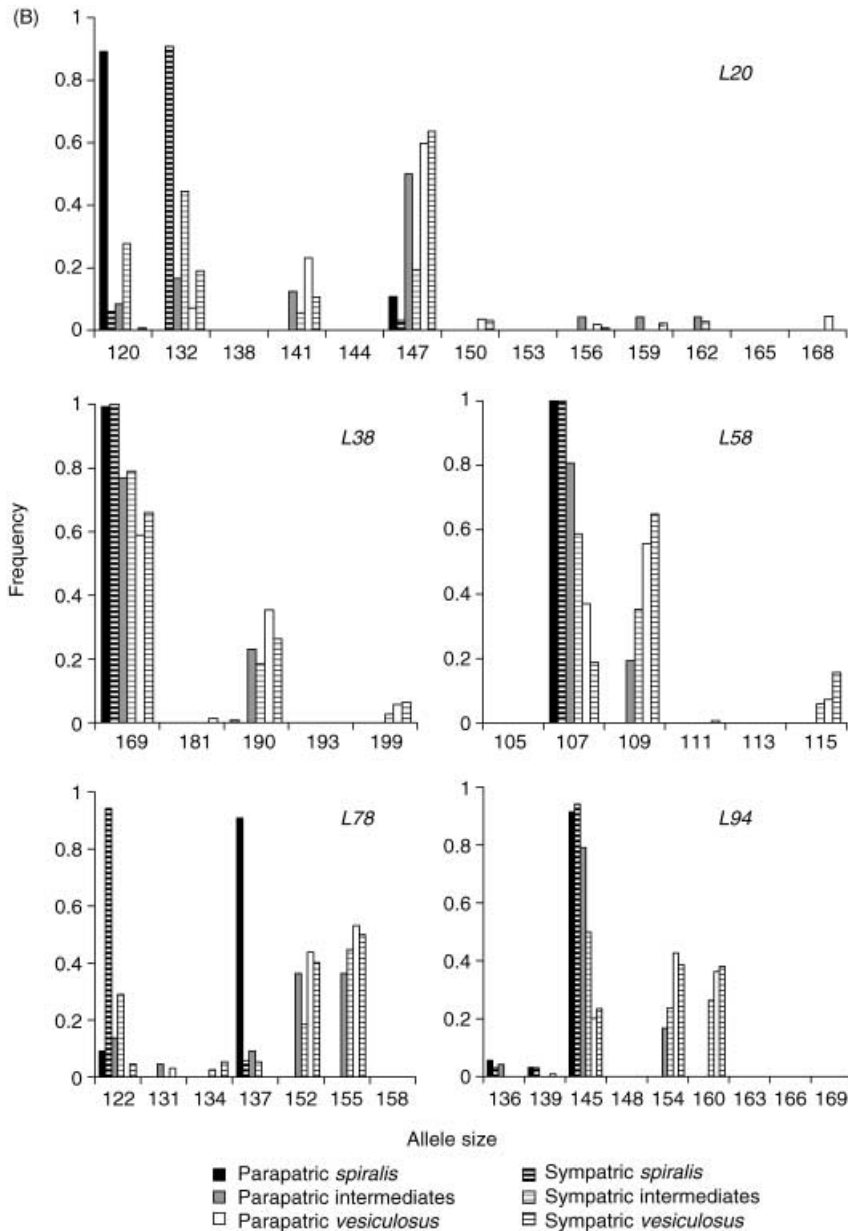 (B)
1
0.8
0.6
0.4
0.2
0
L20
120 132 138 141 144 147 150 153 156 159 162 165 168
Frequency
1
0.8
0.6
0.4
0.2
0
L38
169 181 190 193 199
1
0.8
0.6
0.4
0.2
0
L58
105 107 109 111 113 115
1
0.8
0.6
0.4
0.2
0
L78
122 131 134 137 152 155 158
1
0.8
0.6
0.4
0.2
0
L94
136 139 145 148 154 160 163 166 169
Allele size
Parapatric spiralis
Sympatric spiralis
Parapatric intermediates
Sympatric intermediates
Parapatric vesiculosus
Sympatric vesiculosus